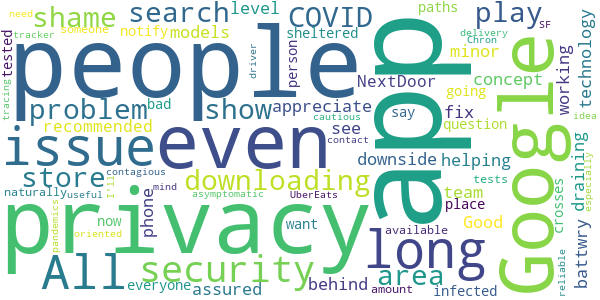 people
app
Google
privacy
even
issue
long
All
security
downloading
store
problem
show
shame
search
COVID
play
area
level
models
sheltered
notify
someone
need
tracker
paths
SF
Chron
delivery
minor
driver
person
NextDoor
concept
working
technology
tested
tracing
bad
appreciate
cautious
contact
say
going
question
idea
fix
recommended
see
downside
helping
team
tests
place
Good
crosses
reliable
battwry draining
especially
naturally
useful
contagious
I'll
mind
asymptomatic
UberEats
phone
want
available
now
oriented
pandemics
everyone
assured
behind
amount
infected